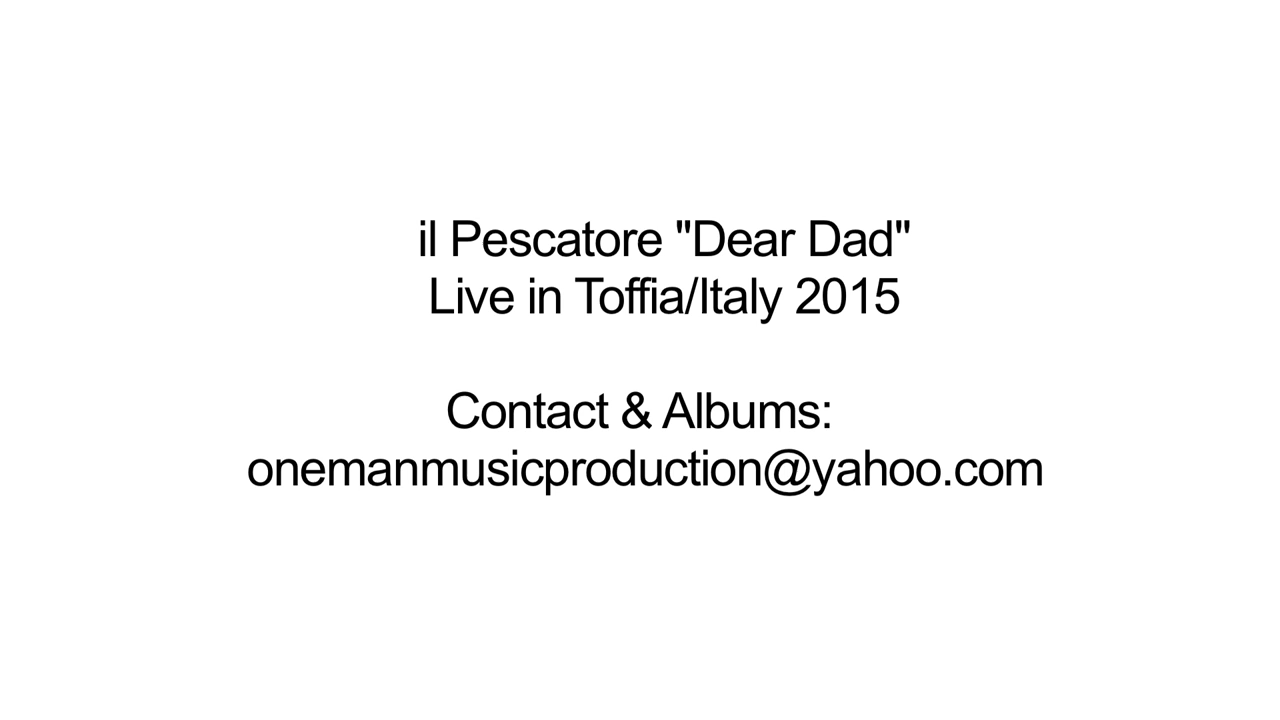 il Pescatore "Dear Dad"
Live in Toffia/Italy 2015
Contact & Albums:
onemanmusicproduction@yahoo.com